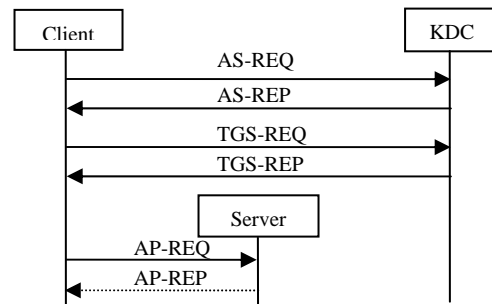 Client
KDC
AS-REQ
AS-REP
TGS-REQ
TGS-REP
Server
AP-REQ
AP-REP